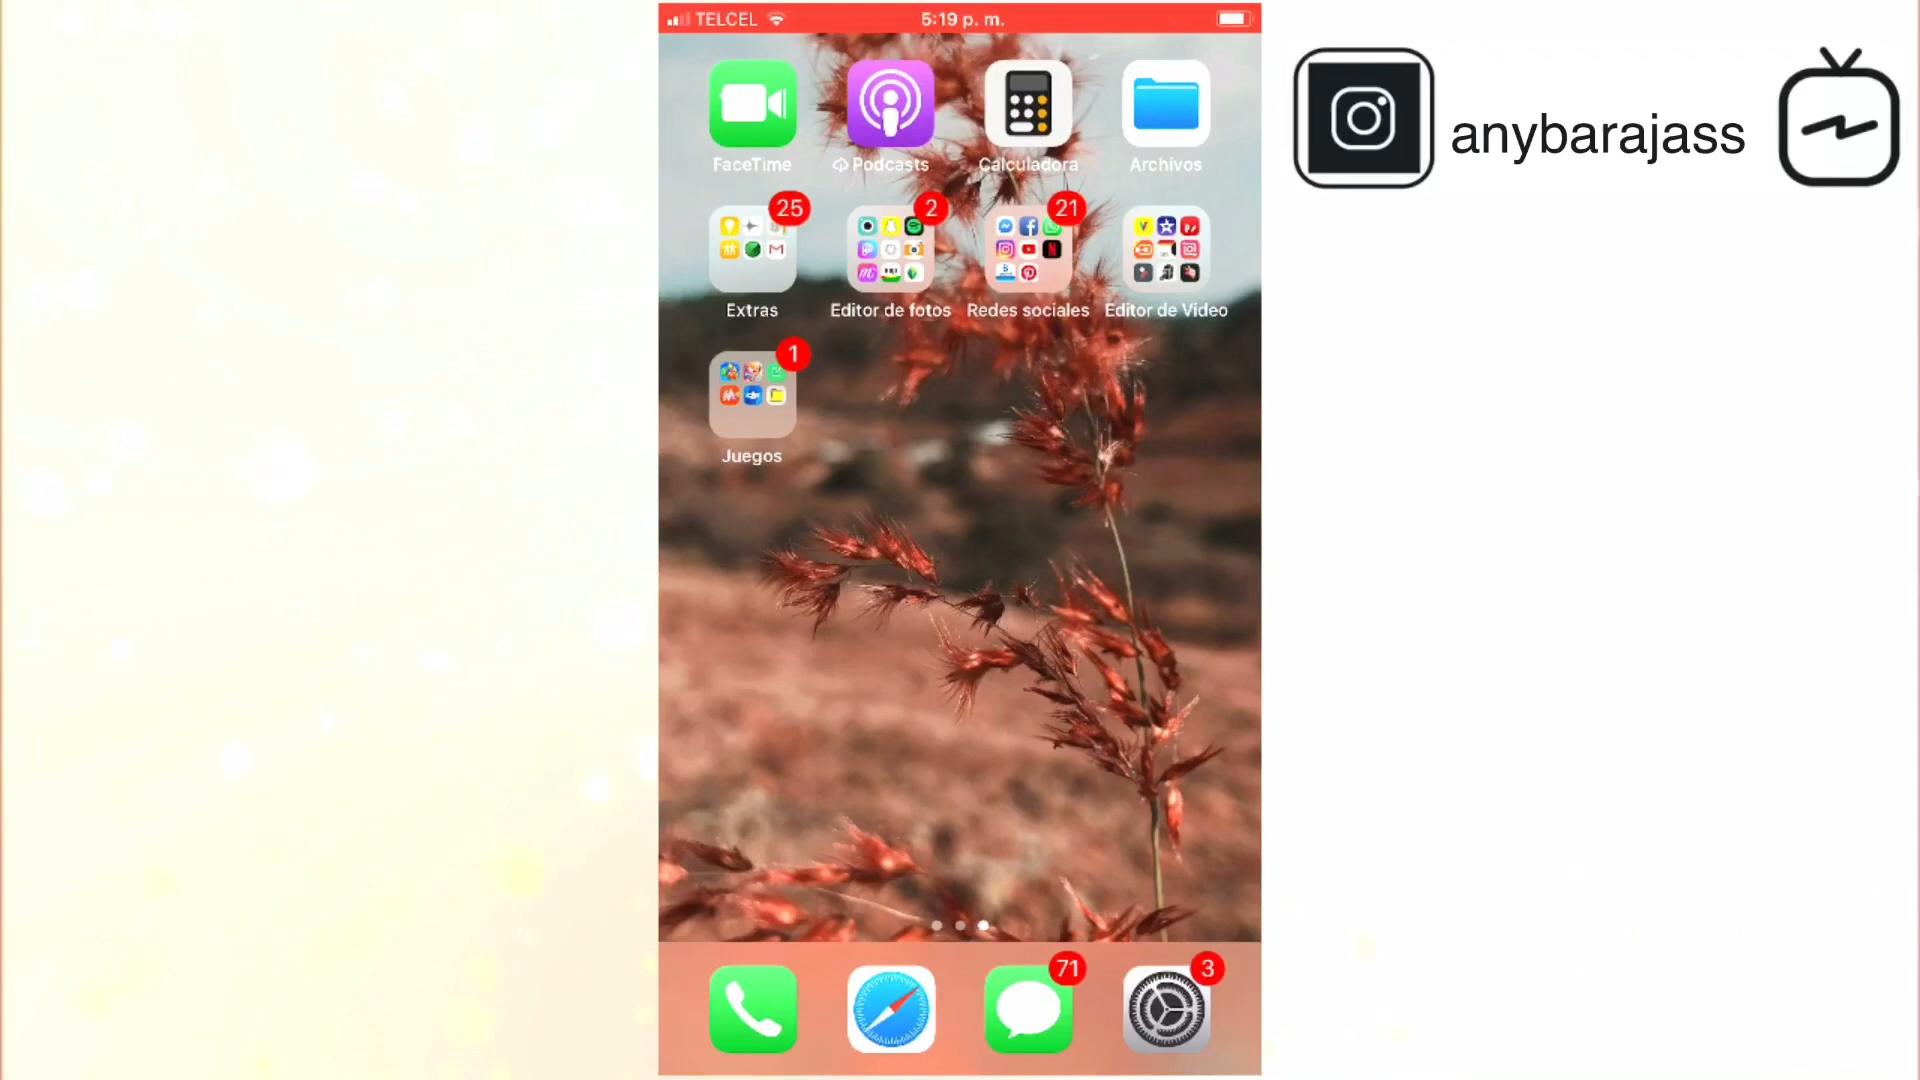 TELCEL 5:19 p. m.
anybarajass
FaceTime Podcasts Calculadora Archivos
25 2 21
Extras Editor de fotos Redes sociales Editor de Video
1
Juegos
71 3